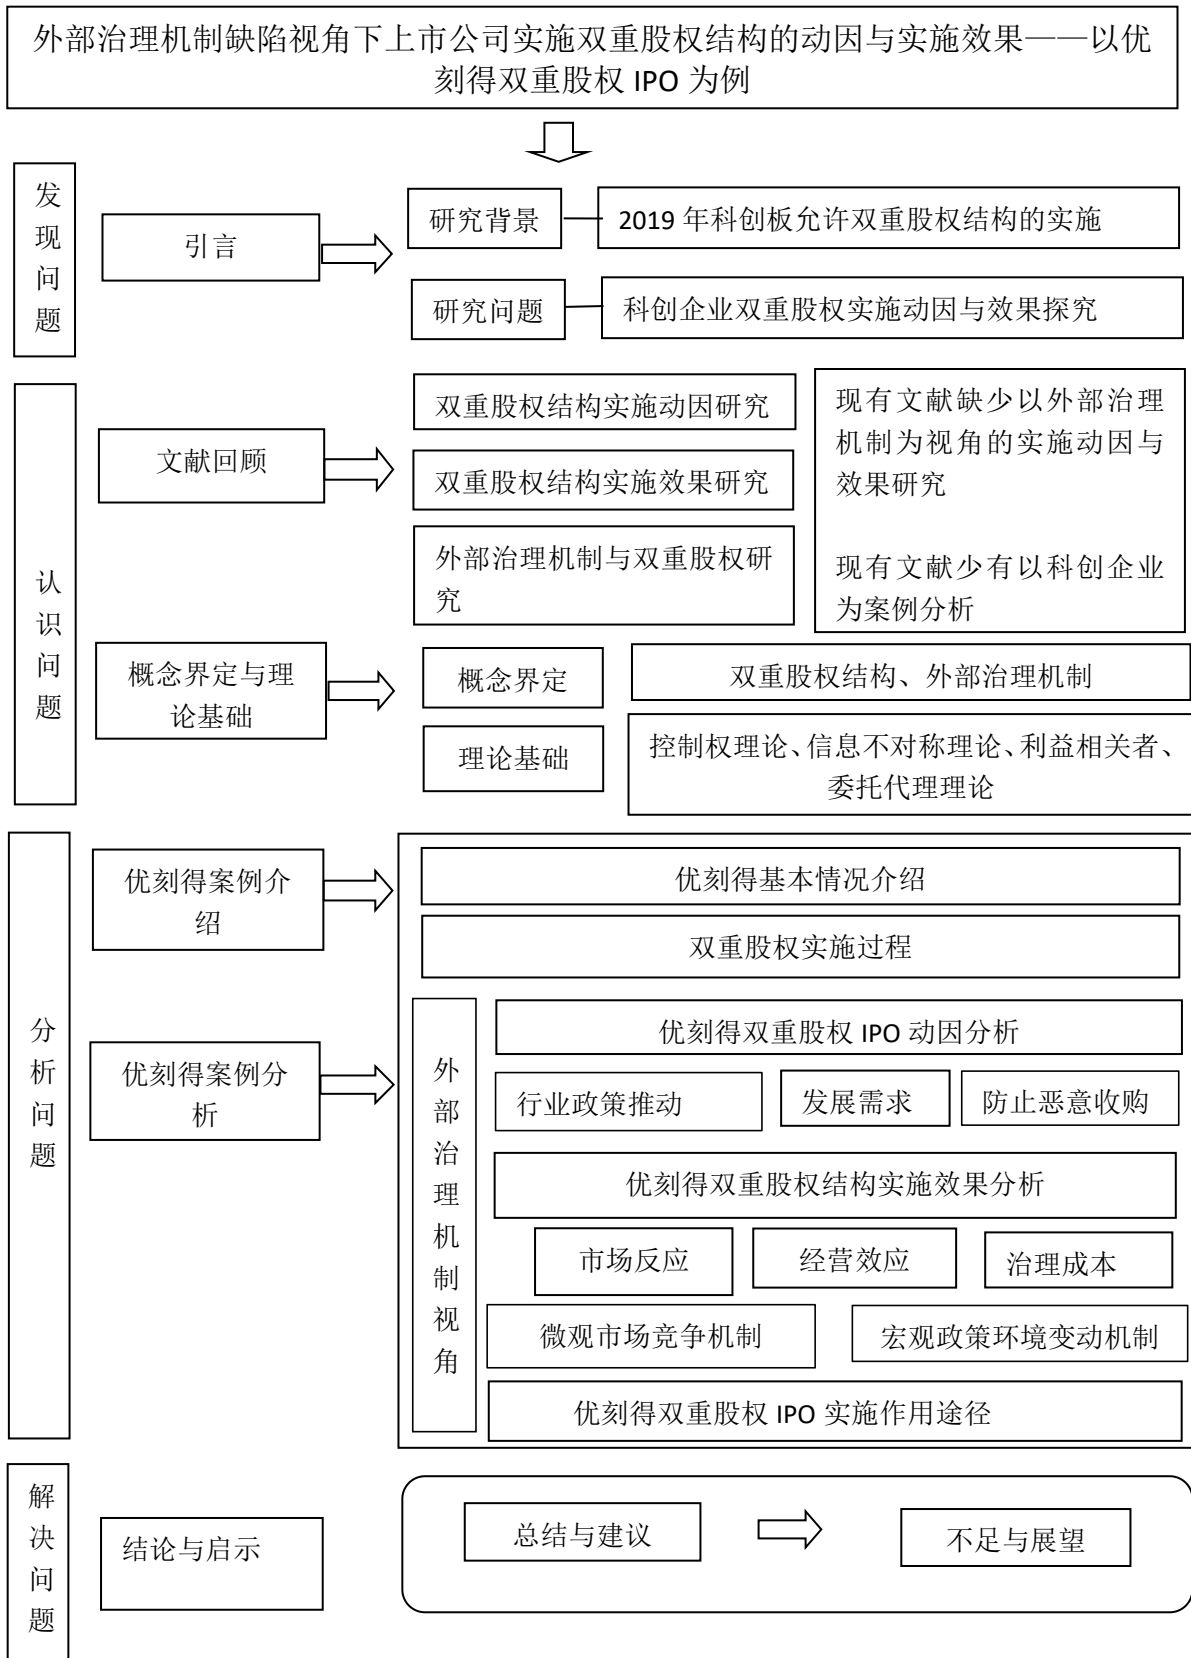 外部治理机制缺陷视角下上市公司实施双重股权结构的动因与实施效果——以优
刻得双重股权 IPO 为例
发现问题
引言
研究背景
2019 年科创板允许双重股权结构的实施
研究问题
科创企业双重股权实施动因与效果探究
认识问题
文献回顾
双重股权结构实施动因研究
双重股权结构实施效果研究
外部治理机制与双重股权研
究
现有文献缺少以外部治理
机制为视角的实施动因与
效果研究
现有文献少有以科创企业
为案例分析
概念界定与理
论基础
概念界定
双重股权结构、外部治理机制
理论基础
控制权理论、信息不对称理论、利益相关者、
委托代理理论
分析问题
优刻得案例介
绍
优刻得基本情况介绍
双重股权实施过程
优刻得案例分
析
外部治理机制视角
优刻得双重股权 IPO 动因分析
行业政策推动
发展需求
防止恶意收购
优刻得双重股权结构实施效果分析
市场反应
经营效应
治理成本
微观市场竞争机制
宏观政策环境变动机制
优刻得双重股权 IPO 实施作用途径
解决问题
结论与启示
总结与建议
不足与展望